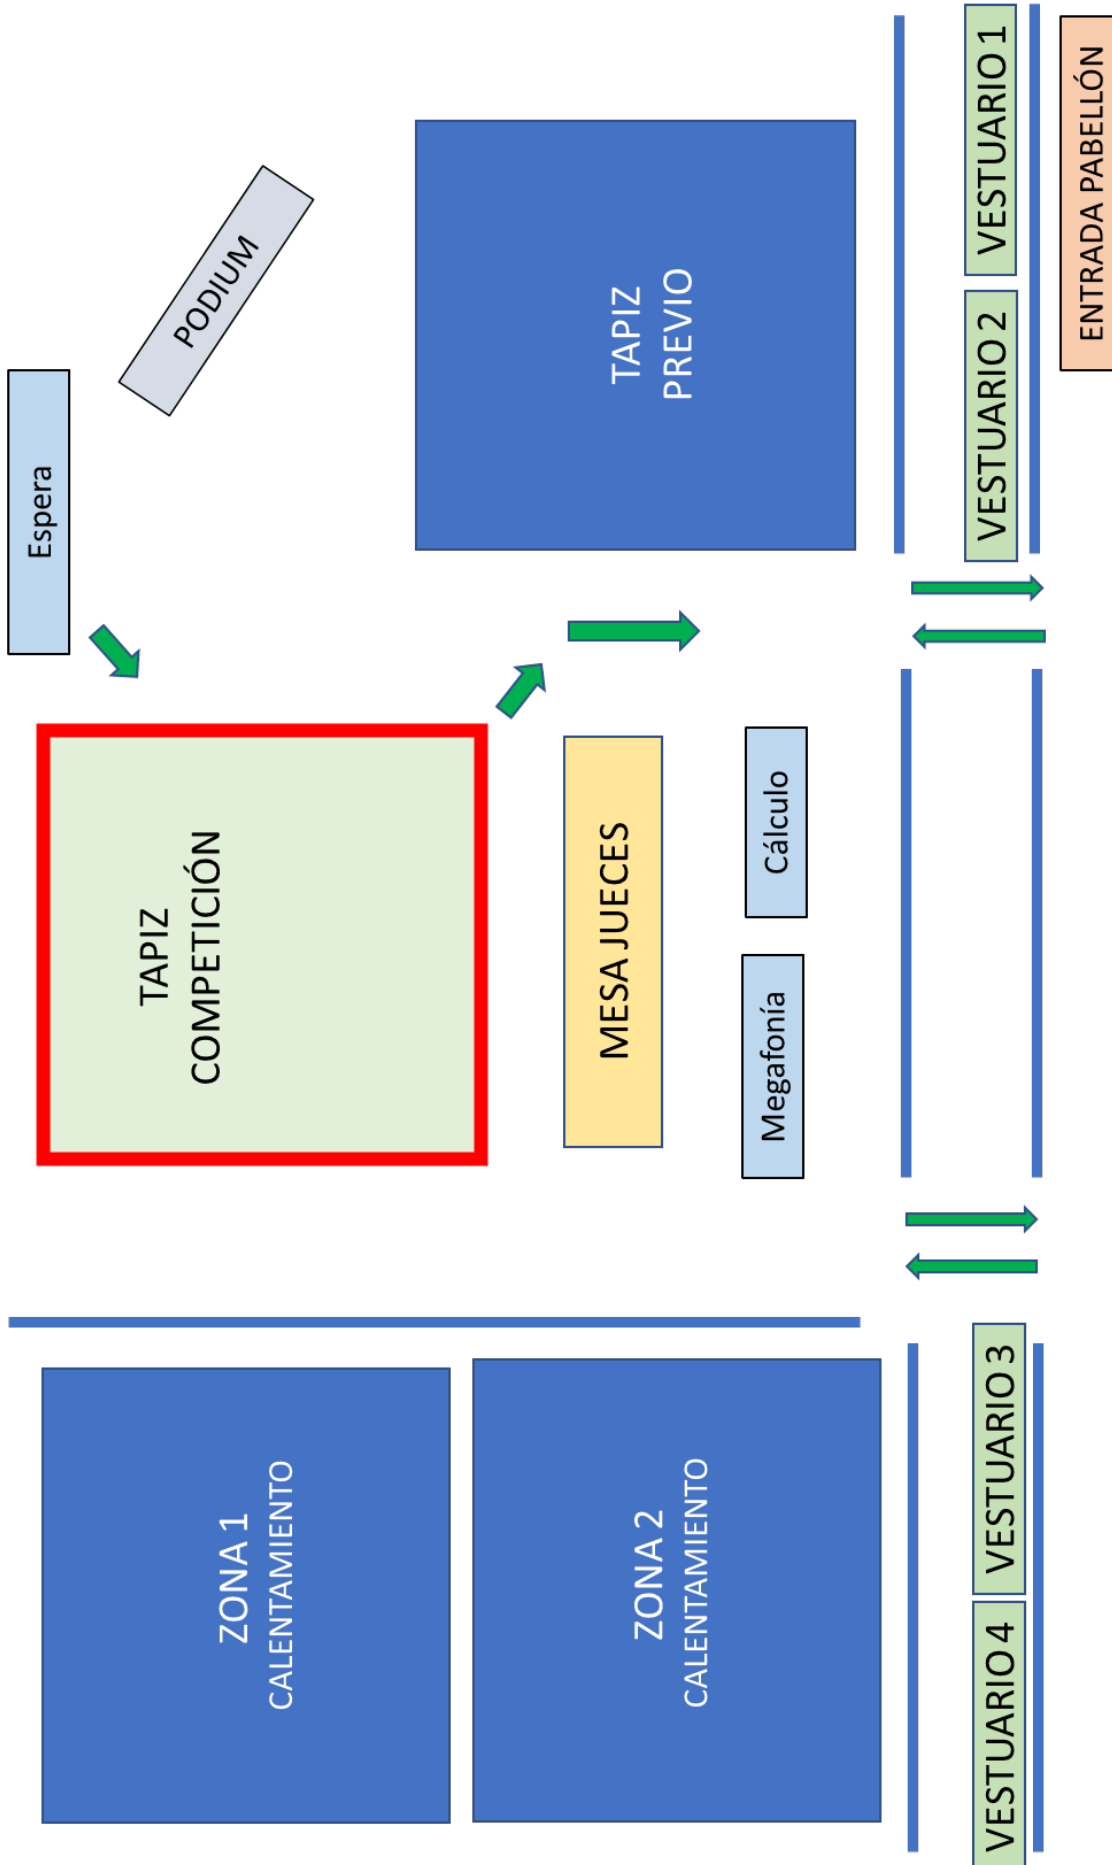 Espera
PODIUM
TAPIZ
COMPETICIÓN
TAPIZ
PREVIO
MESA JUECES
Megafonía
Cálculo
ZONA 1
CALENTAMIENTO
ZONA 2
CALENTAMIENTO
VESTUARIO 4
VESTUARIO 3
VESTUARIO 2
VESTUARIO 1
ENTRADA PABELLÓN